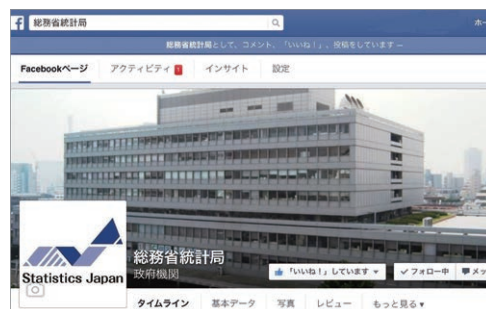 総務省統計局 ホー
総務省統計局として、コメント、「いいね!」、投稿をしています —
Facebookページ アクティビティ 1 インサイト 設定
Statistics Japan
総務省統計局
政府機関
「いいね!」しています フォロー中 メッ
タイムライン 基本データ 写真 レビュー もっと見る